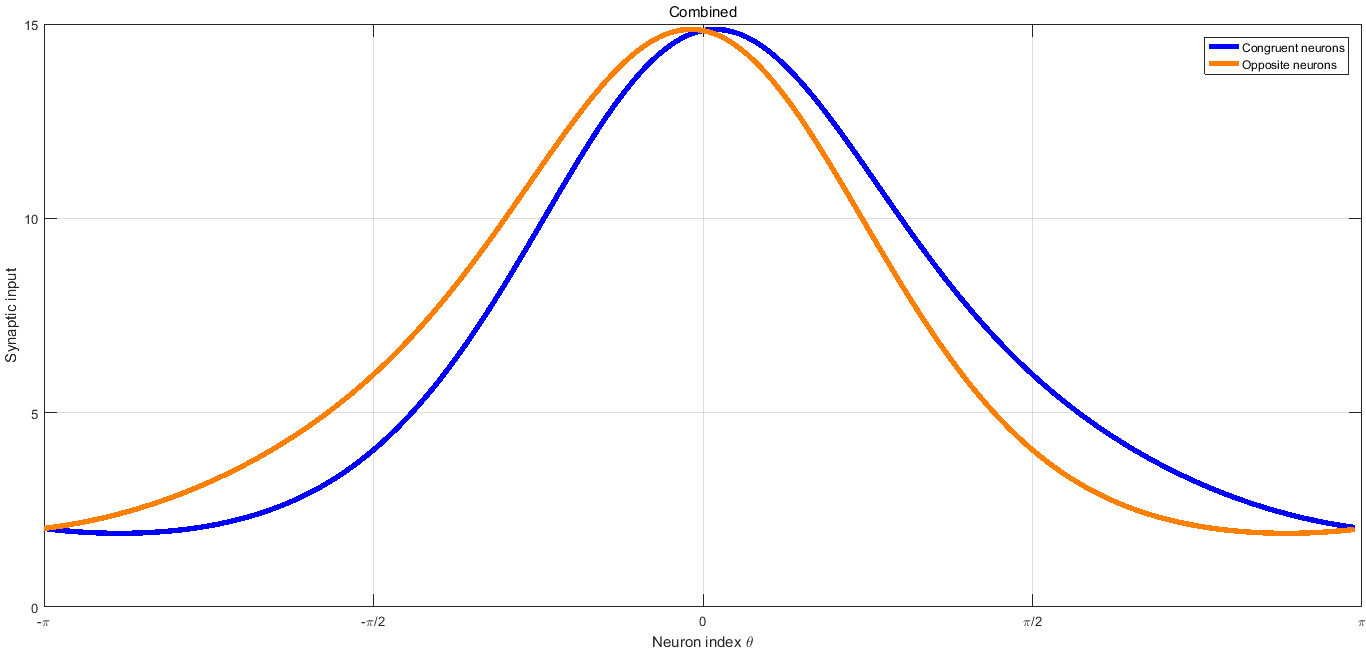 Combined
Congruent neurons
Opposite neurons
Synaptic input
15
10
5
0
-π
-π/2
0
π/2
π
Neuron index θ